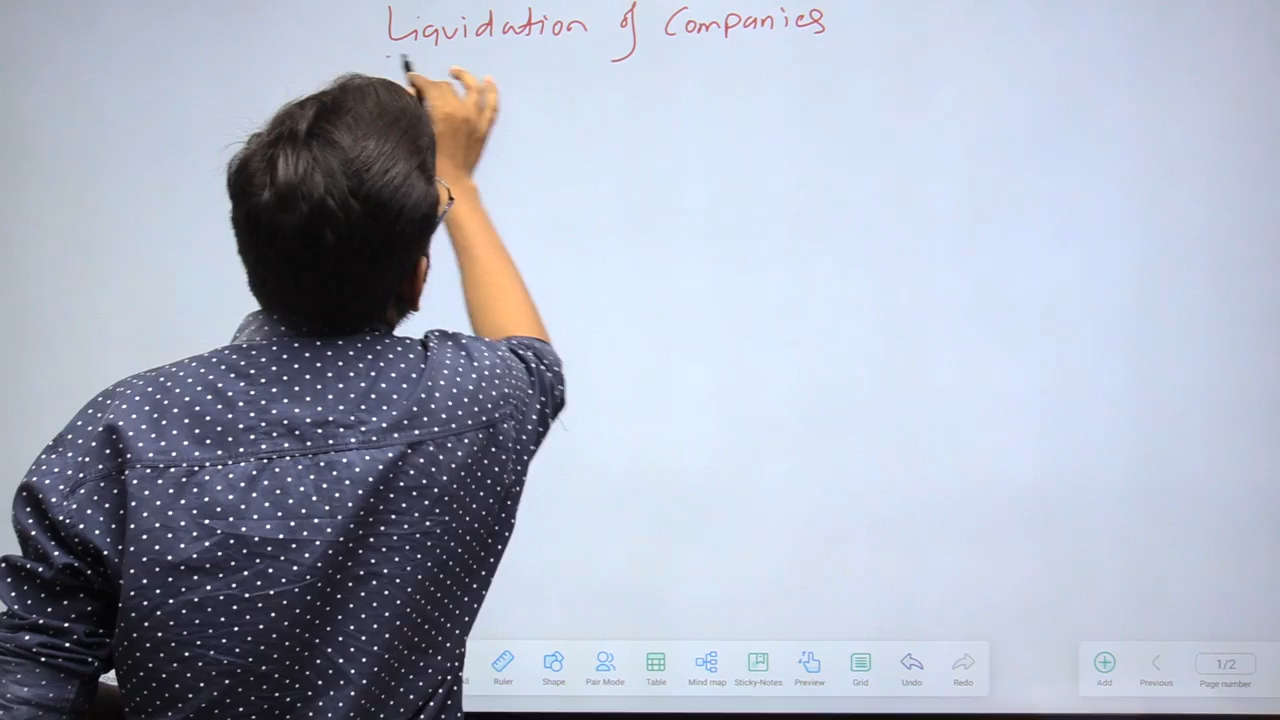 Liquidation of Companies
ll Ruler Shape Pair Mode Table Mind map Sticky-Notes Preview Grid Undo Redo Add Previous 1/2 Page number